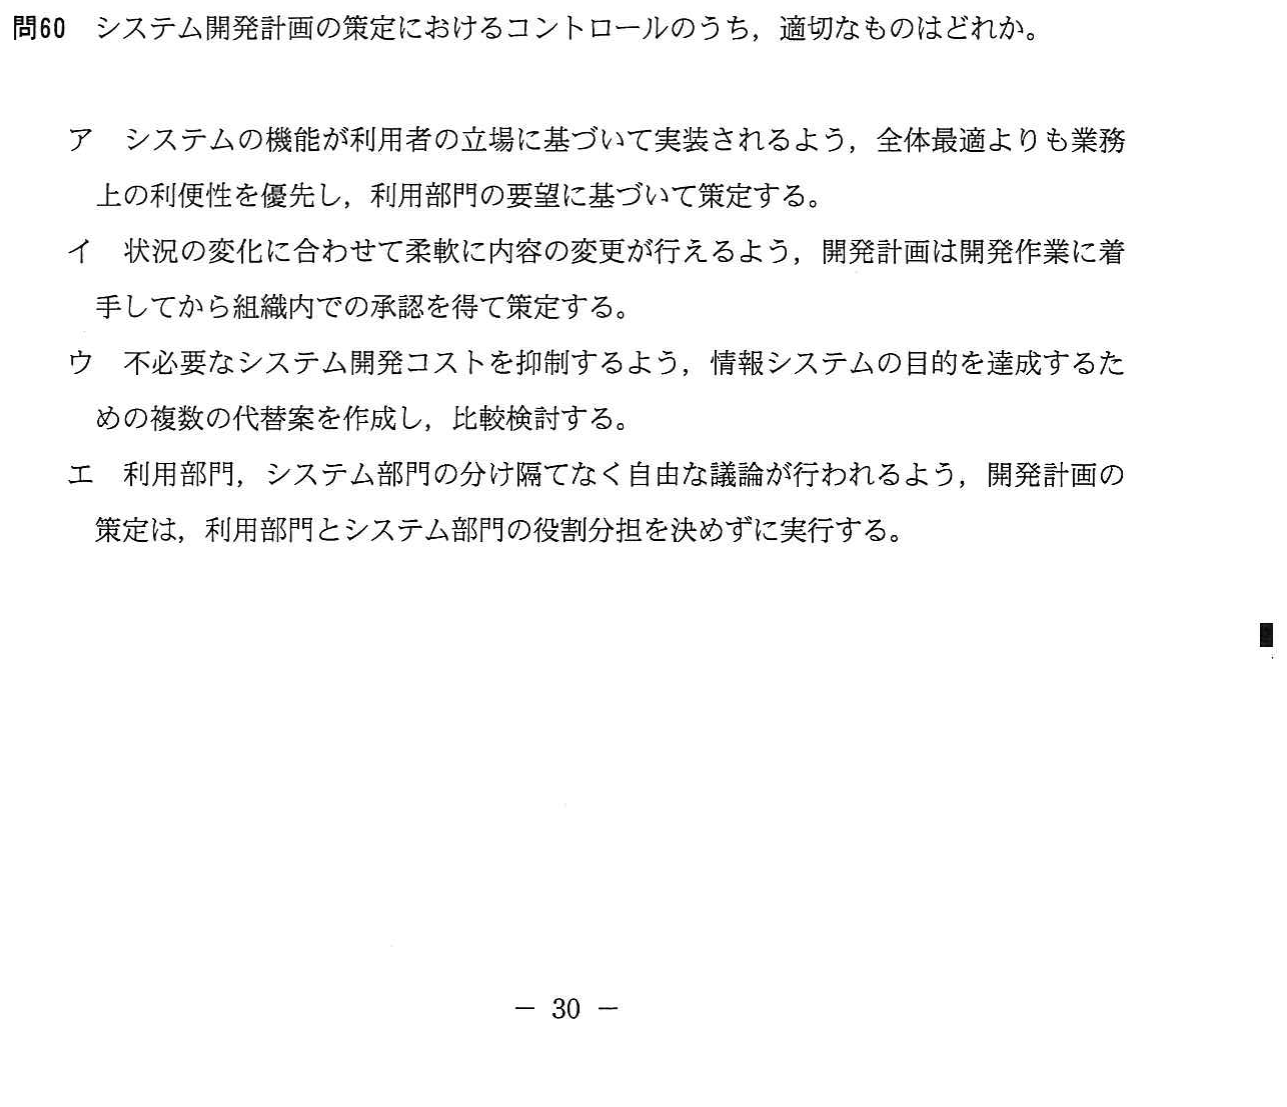 問60 システム開発計画の策定におけるコントロールのうち，適切なものはどれか。
ア システムの機能が利用者の立場に基づいて実装されるよう，全体最適よりも業務
上の利便性を優先し，利用部門の要望に基づいて策定する。
イ 状況の変化に合わせて柔軟に内容の変更が行えるよう，開発計画は開発作業に着
手してから組織内での承認を得て策定する。
ウ 不必要なシステム開発コストを抑制するよう，情報システムの目的を達成するた
めの複数の代替案を作成し，比較検討する。
エ 利用部門，システム部門の分け隔てなく自由な議論が行われるよう，開発計画の
策定は，利用部門とシステム部門の役割分担を決めずに実行する。
－ 30 －